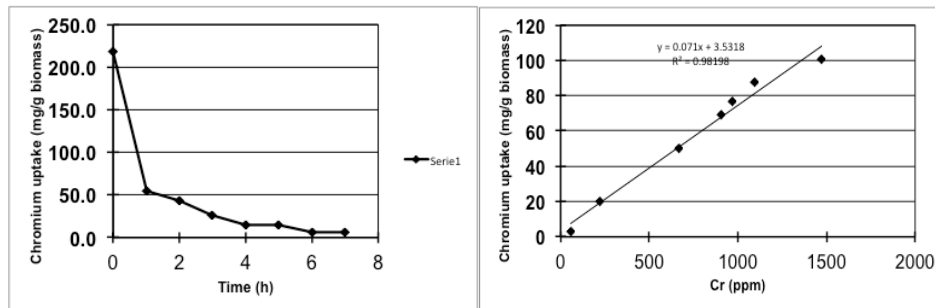 Chromium uptake (mg/g biomass)
250.0
200.0
150.0
100.0
50.0
0.0
0 2 4 6 8
Time (h)
Serie1
Chromium uptake (mg/g biomass)
120
100
80
60
40
20
0
y = 0.071x + 3.5318
R² = 0.98198
0 500 1000 1500 2000
Cr (ppm)